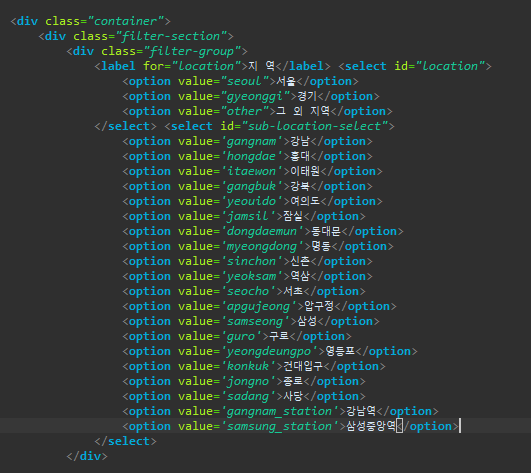 <div class="container">
<div class="filter-section">
<div class="filter-group">
<label for="location">지 역</label> <select id="location">
<option value="seoul">서울</option>
<option value="gyeonggi">경기</option>
<option value="other">그 외 지역</option>
</select> <select id="sub-location-select">
<option value='gangnam'>강남</option>
<option value='hongdae'>홍대</option>
<option value='itaewon'>이태원</option>
<option value='gangbuk'>강북</option>
<option value='yeouido'>여의도</option>
<option value='jamsil'>잠실</option>
<option value='dongdaemun'>동대문</option>
<option value='myeongdong'>명동</option>
<option value='sinchon'>신촌</option>
<option value='yeoksam'>역삼</option>
<option value='seocho'>서초</option>
<option value='apgujeong'>압구정</option>
<option value='samseong'>삼성</option>
<option value='guro'>구로</option>
<option value='yeongdeungpo'>영등포</option>
<option value='konkuk'>건대입구</option>
<option value='jongno'>종로</option>
<option value='sadang'>사당</option>
<option value='gangnam_station'>강남역</option>
<option value='samsung_station'>삼성중앙역</option>
</select>
</div>